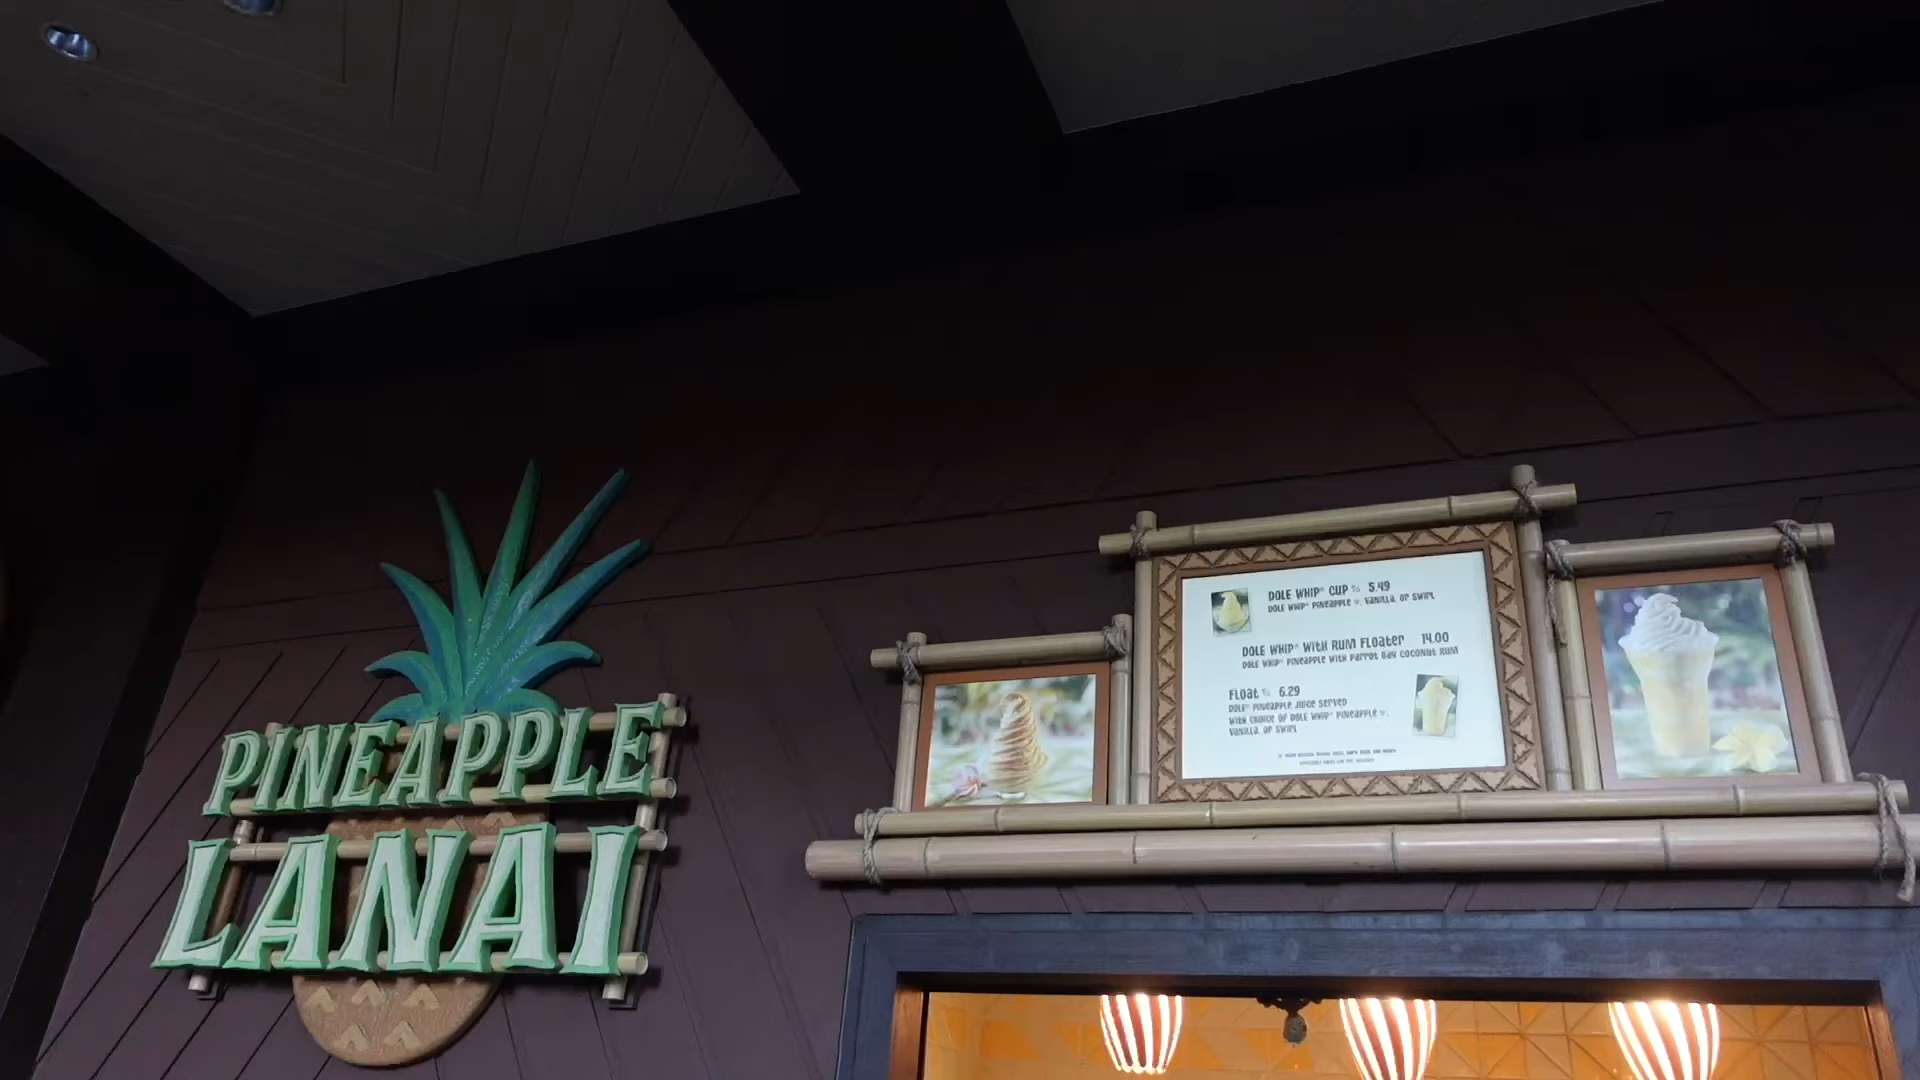 PINEAPPLE
LANAI
DOLE WHIP® CUP 5.49
DOLE WHIP® PINEAPPLE, VANILLA, OR SWIRL
DOLE WHIP® WITH RUM FLOATER 14.00
DOLE WHIP® PINEAPPLE WITH PARROT BAY COCONUT RUM
FLOAT 6.29
DOLE® PINEAPPLE JUICE SERVED
WITH CHOICE OF DOLE WHIP® PINEAPPLE,
VANILLA, OR SWIRL